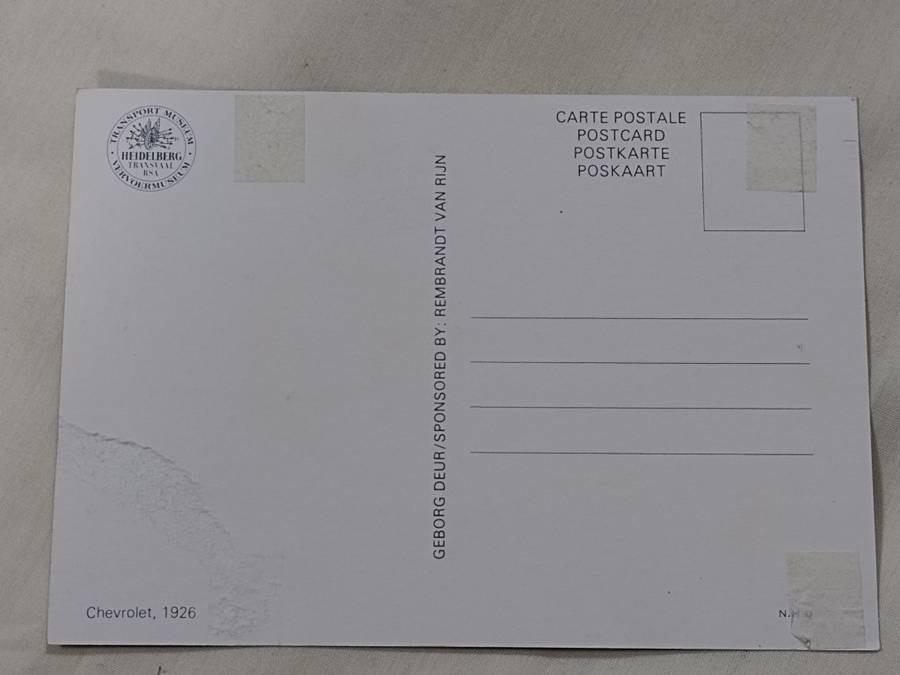 TRANSPORT MUSEUM
HEIDELBERG
TRANSVAAL
RSA
VERVOERMUSEUM
CARTE POSTALE
POSTCARD
POSTKARTE
POSKAART
GEBORG DEUR/SPONSORED BY: REMBRANDT VAN RIJN
Chevrolet, 1926